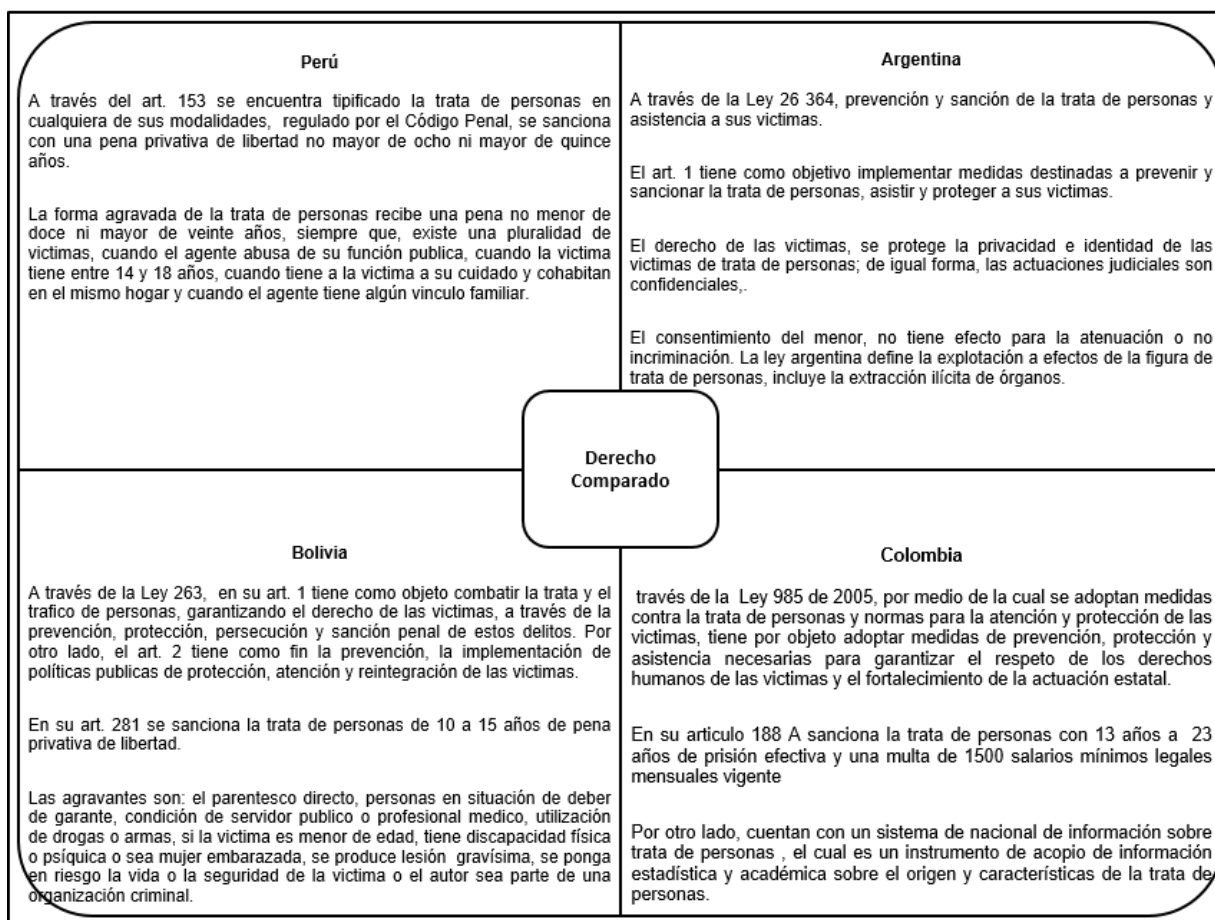 Perú
A través del art. 153 se encuentra tipificado la trata de personas en
cualquiera de sus modalidades, regulado por el Código Penal, se sanciona
con una pena privativa de libertad no mayor de ocho ni mayor de quince
años.
La forma agravada de la trata de personas recibe una pena no menor de
doce ni mayor de veinte años, siempre que, existe una pluralidad de
victimas, cuando el agente abusa de su función publica, cuando la victima
tiene entre 14 y 18 años, cuando tiene a la victima a su cuidado y cohabitan
en el mismo hogar y cuando el agente tiene algún vinculo familiar.
Argentina
A través de la Ley 26 364, prevención y sanción de la trata de personas y
asistencia a sus victimas.
El art. 1 tiene como objetivo implementar medidas destinadas a prevenir y
sancionar la trata de personas, asistir y proteger a sus victimas.
El derecho de las victimas, se protege la privacidad e identidad de las
victimas de trata de personas; de igual forma, las actuaciones judiciales son
confidenciales,.
El consentimiento del menor, no tiene efecto para la atenuación o no
incriminación. La ley argentina define la explotación a efectos de la figura de
trata de personas, incluye la extracción ilícita de órganos.
Derecho
Comparado
Bolivia
A través de la Ley 263, en su art. 1 tiene como objeto combatir la trata y el
trafico de personas, garantizando el derecho de las victimas, a través de la
prevención, protección, persecución y sanción penal de estos delitos. Por
otro lado, el art. 2 tiene como fin la prevención, la implementación de
políticas publicas de protección, atención y reintegración de las victimas.
En su art. 281 se sanciona la trata de personas de 10 a 15 años de pena
privativa de libertad.
Las agravantes son: el parentesco directo, personas en situación de deber
de garante, condición de servidor publico o profesional medico, utilización
de drogas o armas, si la victima es menor de edad, tiene discapacidad física
o psíquica o sea mujer embarazada, se produce lesión gravísima, se ponga
en riesgo la vida o la seguridad de la victima o el autor sea parte de una
organización criminal.
Colombia
través de la Ley 985 de 2005, por medio de la cual se adoptan medidas
contra la trata de personas y normas para la atención y protección de las
victimas, tiene por objeto adoptar medidas de prevención, protección y
asistencia necesarias para garantizar el respeto de los derechos
humanos de las victimas y el fortalecimiento de la actuación estatal.
En su articulo 188 A sanciona la trata de personas con 13 años a 23
años de prisión efectiva y una multa de 1500 salarios mínimos legales
mensuales vigente
Por otro lado, cuentan con un sistema de nacional de información sobre
trata de personas , el cual es un instrumento de acopio de información
estadística y académica sobre el origen y características de la trata de
personas.